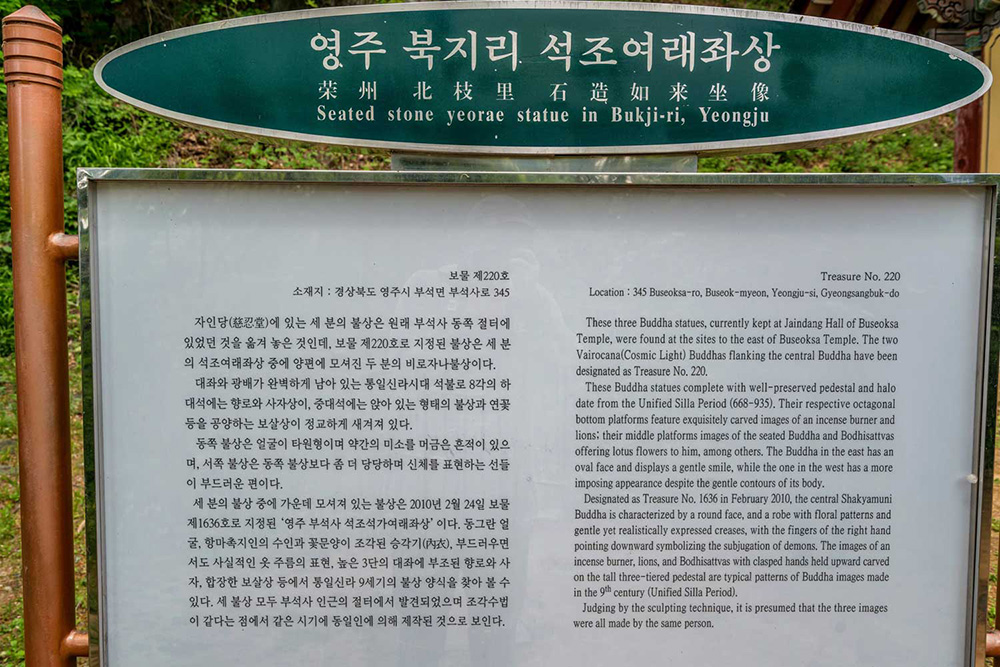 영주 북지리 석조여래좌상
荣州 北枝里 石造如来坐像
Seated stone yeorae statue in Bukji-ri, Yeongju
보물 제220호
소재지 : 경상북도 영주시 부석면 부석사로 345
자인당(慈忍堂)에 있는 세 분의 불상은 원래 부석사 동쪽 절터에
있었던 것을 옮겨 놓은 것인데, 보물 제220호로 지정된 불상은 세 분
의 석조여래좌상 중에 양편에 모셔진 두 분의 비로자나불상이다.
대좌와 광배가 완벽하게 남아 있는 통일신라시대 석불로 8각의 하
대석에는 향로와 사자상이, 중대석에는 앉아 있는 형태의 불상과 연꽃
등을 공양하는 보살상이 정교하게 새겨져 있다.
동쪽 불상은 얼굴이 타원형이며 약간의 미소를 머금은 흔적이 있으
며, 서쪽 불상은 동쪽 불상보다 좀 더 당당하며 신체를 표현하는 선들
이 부드러운 편이다.
세 분의 불상 중에 가운데 모셔져 있는 불상은 2010년 2월 24일 보물
제1636호로 지정된 ‘영주 부석사 석조석가여래좌상’ 이다. 동그란 얼
굴, 항마촉지인의 수인과 꽃문양이 조각된 승각기(內衣), 부드러우면
서도 사실적인 옷 주름의 표현, 높은 3단의 대좌에 부조된 향로와 사
자, 합장한 보살상 등에서 통일신라 9세기의 불상 양식을 찾아 볼 수
있다. 세 불상 모두 부석사 인근의 절터에서 발견되었으며 조각수법
이 같다는 점에서 같은 시기에 동일인에 의해 제작된 것으로 보인다.
Treasure No. 220
Location : 345 Buseoksa-ro, Buseok-myeon, Yeongju-si, Gyeongsangbuk-do
These three Buddha statues, currently kept at Jaindang Hall of Buseoksa
Temple, were found at the sites to the east of Buseoksa Temple. The two
Vairocana(Cosmic Light) Buddhas flanking the central Buddha have been
designated as Treasure No. 220.
These Buddha statues complete with well-preserved pedestal and halo
date from the Unified Silla Period (668-935). Their respective octagonal
bottom platforms feature exquisitely carved images of an incense burner and
lions; their middle platforms images of the seated Buddha and Bodhisattvas
offering lotus flowers to him, among others. The Buddha in the east has an
oval face and displays a gentle smile, while the one in the west has a more
imposing appearance despite the gentle contours of its body.
Designated as Treasure No. 1636 in February 2010, the central Shakyamuni
Buddha is characterized by a round face, and a robe with floral patterns and
gentle yet realistically expressed creases, with the fingers of the right hand
pointing downward symbolizing the subjugation of demons. The images of an
incense burner, lions, and Bodhisattvas with clasped hands held upward carved
on the tall three-tiered pedestal are typical patterns of Buddha images made
in the 9th century (Unified Silla Period).
Judging by the sculpting technique, it is presumed that the three images
were all made by the same person.